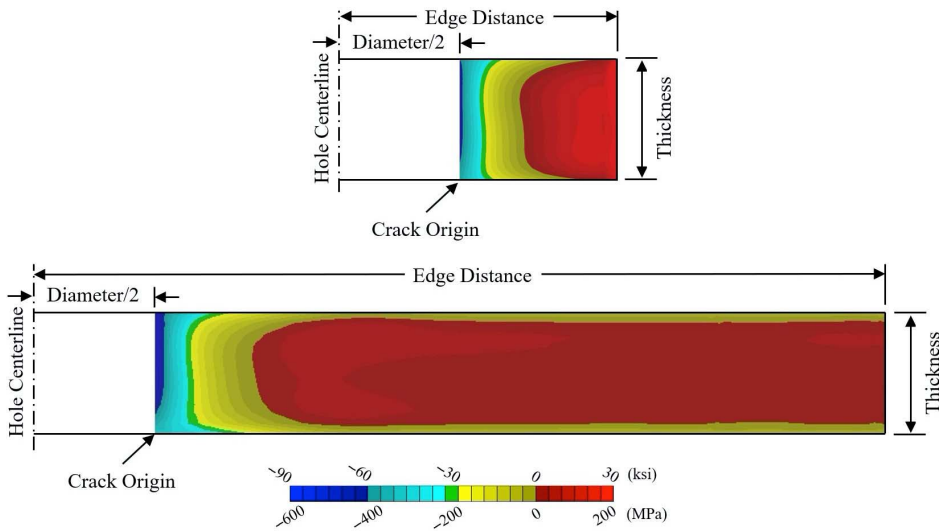 Edge Distance
Diameter/2
Hole Centerline
Thickness
Crack Origin
Edge Distance
Diameter/2
Hole Centerline
Thickness
Crack Origin
−90 −60 −30 0 30 (ksi)
−600 −400 −200 0 200 (MPa)